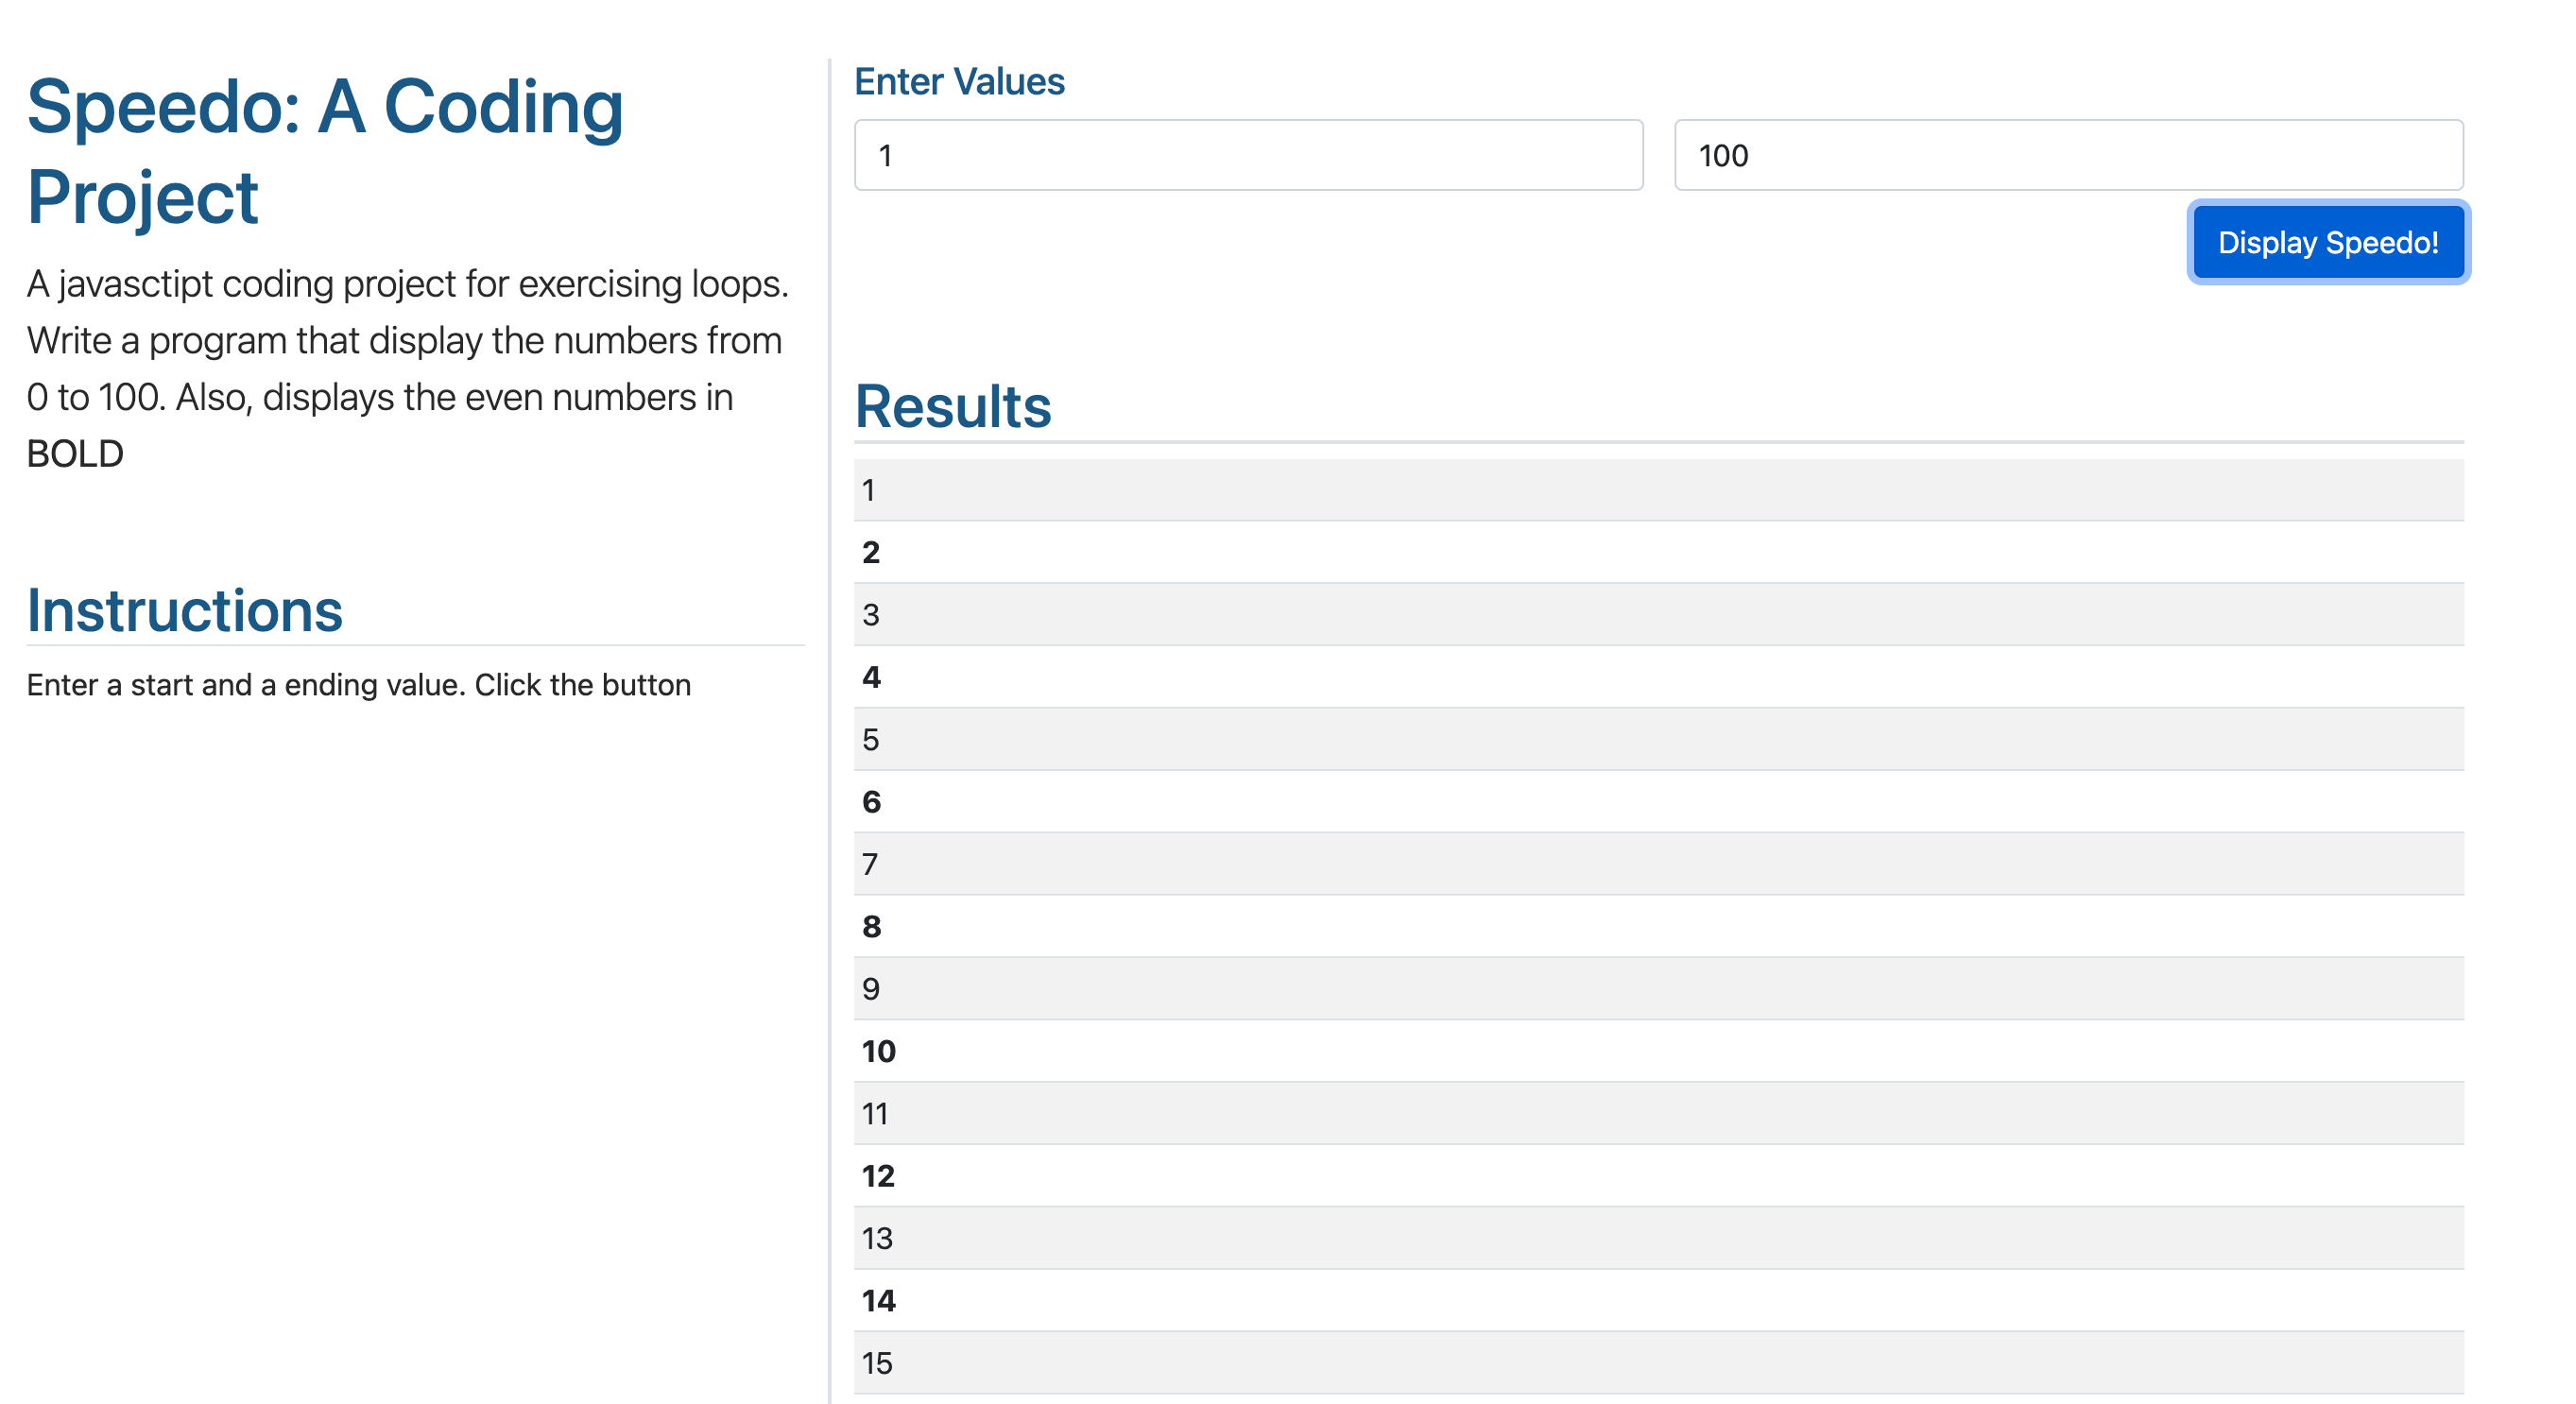 Speedo: A Coding
Project
A javasctipt coding project for exercising loops.
Write a program that display the numbers from
0 to 100. Also, displays the even numbers in
BOLD
Instructions
Enter a start and a ending value. Click the button
Enter Values
1 100
Display Speedo!
Results
1
2
3
4
5
6
7
8
9
10
11
12
13
14
15